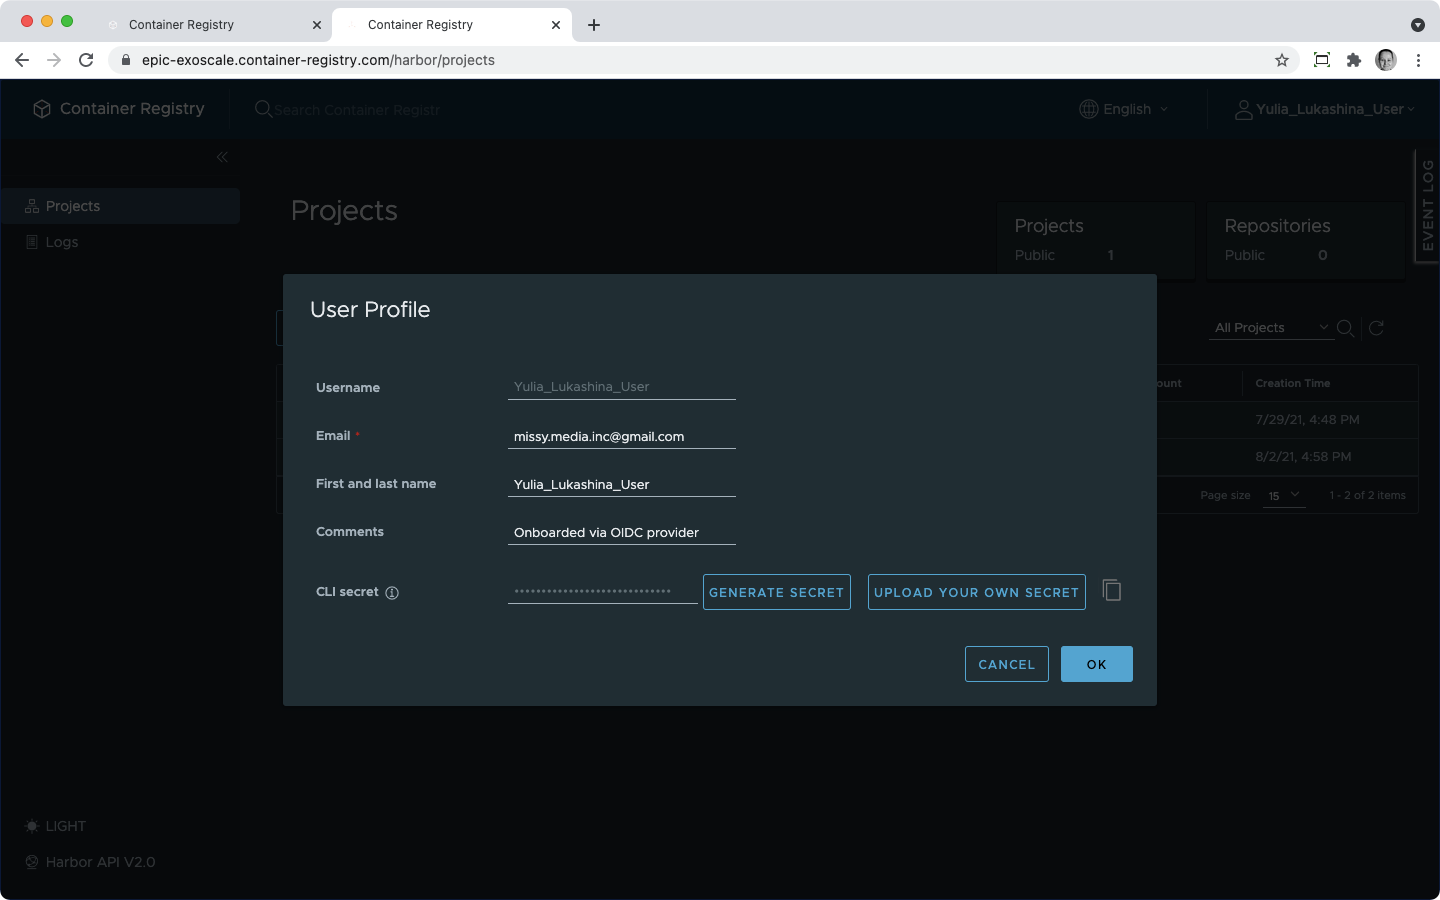 Container Registry
Container Registry
epic-exoscale.container-registry.com/harbor/projects
Container Registry
Search Container Registr
English
Yulia_Lukashina_User
EVENT LOG
Projects
Logs
Projects
Projects
Public 1
Repositories
Public 0
All Projects
ount
Creation Time
7/29/21, 4:48 PM
8/2/21, 4:58 PM
Page size 15 1 - 2 of 2 items
User Profile
Username Yulia_Lukashina_User
Email * missy.media.inc@gmail.com
First and last name Yulia_Lukashina_User
Comments Onboarded via OIDC provider
CLI secret •••••••••••••••••••••••••••••• GENERATE SECRET UPLOAD YOUR OWN SECRET
CANCEL OK
LIGHT
Harbor API V2.0